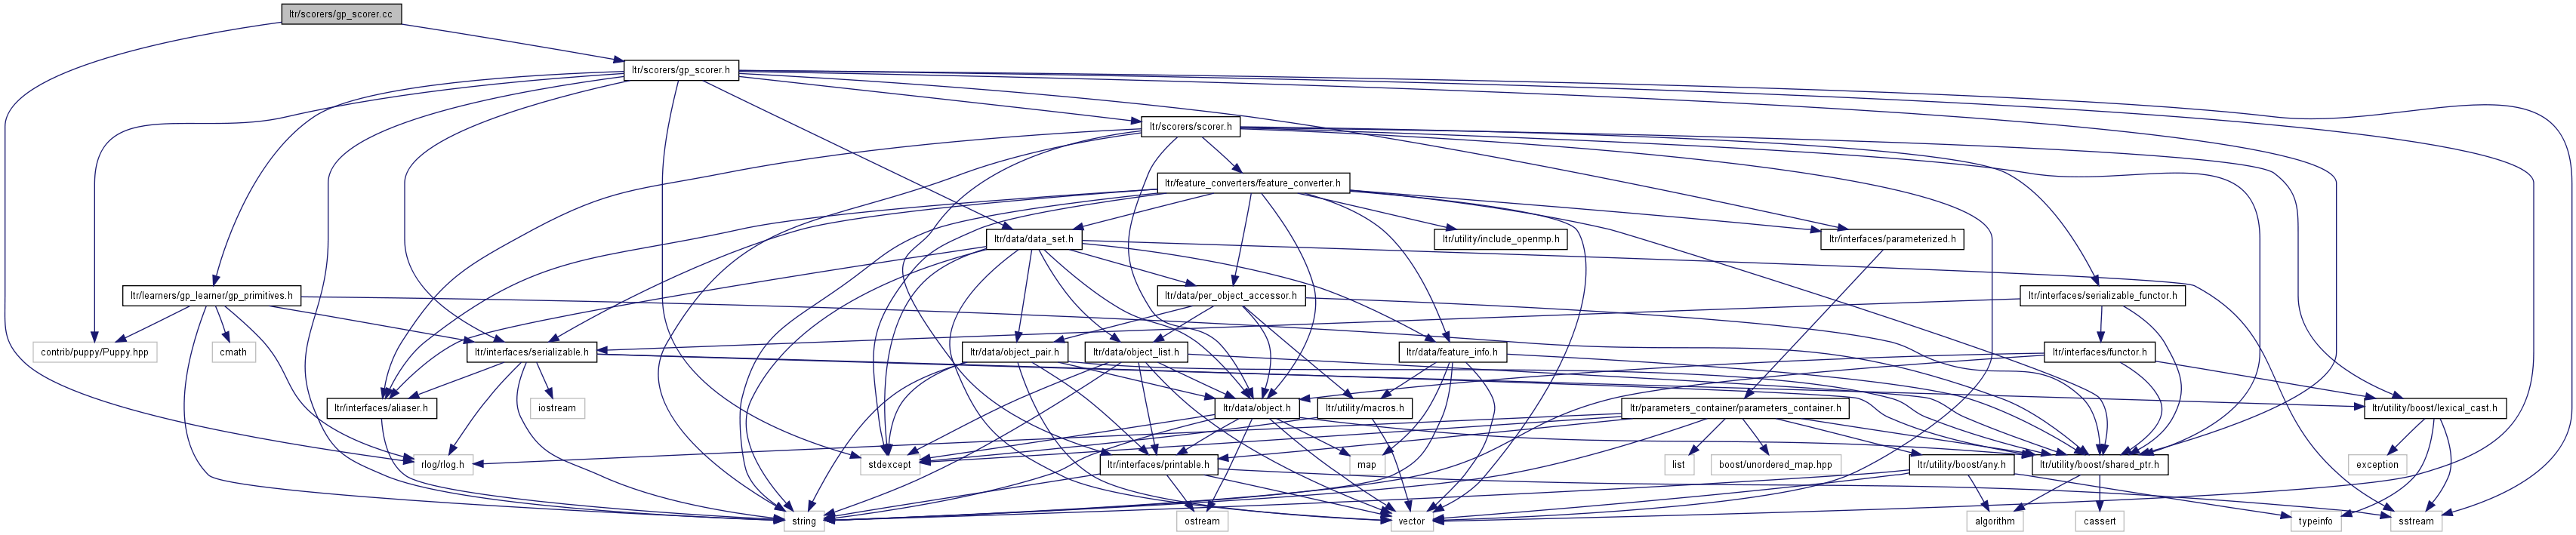 ltr/scorers/gp_scorer.cc
ltr/scorers/gp_scorer.h
ltr/scorers/scorer.h
ltr/feature_converters/feature_converter.h
ltr/data/data_set.h
ltr/utility/include_openmp.h
ltr/interfaces/parameterized.h
ltr/learners/gp_learner/gp_primitives.h
ltr/data/per_object_accessor.h
ltr/interfaces/serializable_functor.h
contrib/puppy/Puppy.hpp
cmath
ltr/interfaces/serializable.h
ltr/data/object_pair.h
ltr/data/object_list.h
ltr/data/feature_info.h
ltr/interfaces/functor.h
ltr/interfaces/aliaser.h
iostream
ltr/data/object.h
ltr/utility/macros.h
ltr/parameters_container/parameters_container.h
ltr/utility/boost/lexical_cast.h
rlog/rlog.h
stdexcept
ltr/interfaces/printable.h
map
list
boost/unordered_map.hpp
ltr/utility/boost/any.h
ltr/utility/boost/shared_ptr.h
exception
string
ostream
vector
algorithm
cassert
typeinfo
sstream